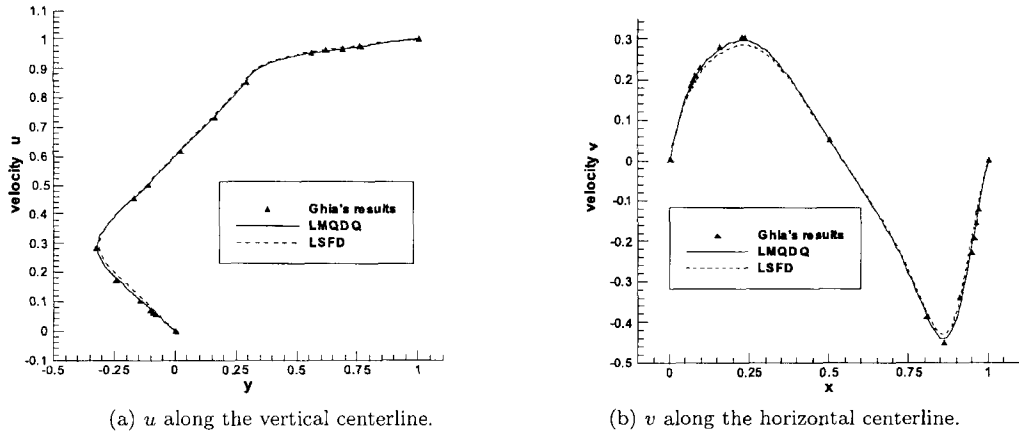 1.1
1
0.9
0.8
0.7
0.6
0.5
0.4
0.3
0.2
0.1
0
-0.1
velocity u
-0.5 -0.25 0 0.25 0.5 0.75 1
y
Ghia's results
LMQDQ
LSFD
(a) u along the vertical centerline.
0.3
0.2
0.1
0
-0.1
-0.2
-0.3
-0.4
-0.5
velocity v
0 0.25 0.5 0.75 1
x
Ghia's results
LMQDQ
LSFD
(b) v along the horizontal centerline.